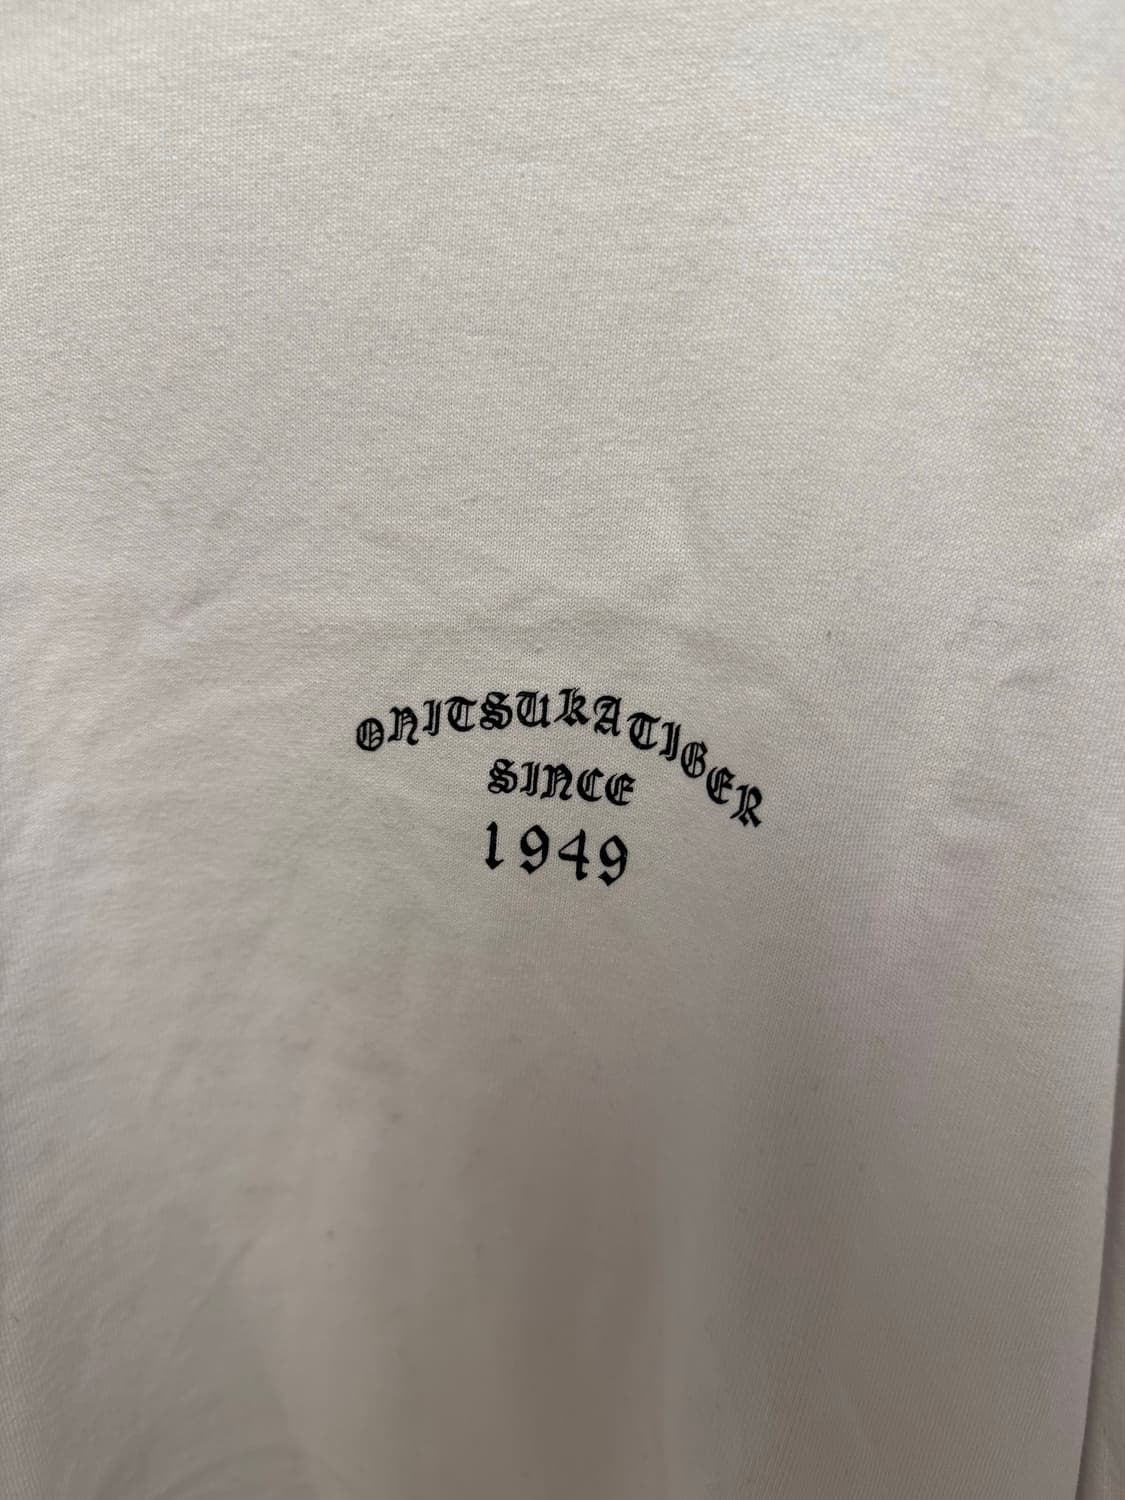 ONITSUKATIGER
SINCE
1949